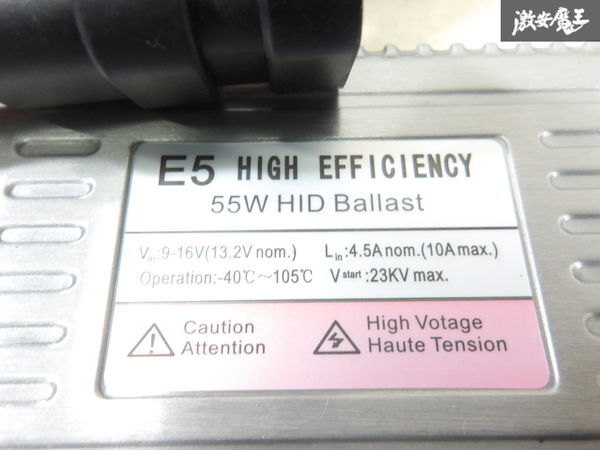 激安魔王
E5 HIGH EFFICIENCY
55W HID Ballast
Vin:9-16V(13.2V nom.) Lin:4.5A nom.(10A max.)
Operation:-40℃～105℃ Vstart:23KV max.
Caution Attention
High Votage Haute Tension